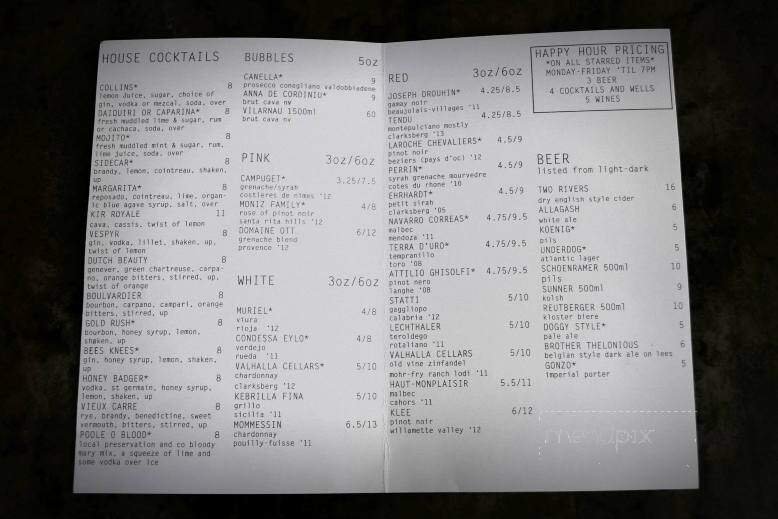 HOUSE COCKTAILS
COLLINS* 8
lemon juice, sugar, choice of
gin, vodka or mezcal, soda, over
DAIQUIRI OR CAPARINA* 8
fresh muddled lime & sugar, rum
or cachaca, soda, over
MOJITO* 8
fresh muddled mint & sugar, rum,
lime juice, soda, over
SIDECAR* 8
brandy, lemon, cointreau, shaken,
up
MARGARITA* 8
reposado, cointreau, lime, organ-
ic blue agave syrup, salt, over
KIR ROYALE 11
cava, cassis, twist of lemon
VESPYR 8
gin, vodka, lillet, shaken, up,
twist of lemon
DUTCH BEAUTY 8
genever, green chartreuse, carpa-
no, orange bitters, stirred, up,
twist of orange
BOULVARDIER 8
bourbon, carpano, campari, orange
bitters, stirred, up
GOLD RUSH* 8
bourbon, honey syrup, lemon,
shaken, up
BEES KNEES* 8
gin, honey syrup, lemon, shaken,
up
HONEY BADGER* 8
vodka, st germain, honey syrup,
lemon, shaken, up
VIEUX CARRE 8
rye, brandy, benedictine, sweet
vermouth, bitters, stirred, up
POOLE O BLOOD* 8
local preservation and co bloody
mary mix, a squeeze of lime and
some vodka over ice
BUBBLES 5oz
CANELLA* 9
prosecco conogliano valdobbiadene
ANNA DE CORDINIU* 9
brut cava nv
VILARNAU 1500ml 60
brut cava nv
PINK 3oz/6oz
CAMPUGET* 3.25/7.5
grenache/syrah
costieres de nimes '12
MONIZ FAMILY* 4/8
rose of pinot noir
santa rita hills '12
DOMAINE OTT 6/12
grenache blend
provence '12
WHITE 3oz/6oz
MURIEL* 4/8
viura
rioja '12
CONDESSA EYLO* 4/8
verdejo
rueda '11
VALHALLA CELLARS* 5/10
chardonnay
clarksberg '12
KEBRILLA FINA 5/10
grillo
sicilia '11
MOMMESSIN 6.5/13
chardonnay
pouilly-fuisse '11
RED 3oz/6oz
JOSEPH DROUHIN* 4.25/8.5
gamay noir
beaujolais-villages '11
TENDU 4.25/8.5
montepulciano mostly
clarksberg '13
LAROCHE CHEVALIERS* 4.5/9
pinot noir
beziers (pays d'oc) '12
PERRIN* 4.5/9
syrah grenache mourvedre
cotes du rhone '10
EHRHARDT* 4.5/9
petit sirah
clarksberg '05
NAVARRO CORREAS* 4.75/9.5
malbec
mendoza '11
TERRA D'URO* 4.75/9.5
tempranillo
toro '08
ATTILIO GHISOLFI* 4.75/9.5
pinot nero
langhe '08
STATTI 5/10
gaggliopo
calabria '12
LECHTHALER 5/10
teroldego
rotaliano '11
VALHALLA CELLARS 5/10
old vine zinfandel
mohr-fry ranch lodi '11
HAUT-MONPLAISIR 5.5/11
malbec
cahors '11
KLEE 6/12
pinot noir
willamette valley '12
HAPPY HOUR PRICING
*ON ALL STARRED ITEMS*
MONDAY-FRIDAY 'TIL 7PM
3 BEER
4 COCKTAILS AND WELLS
5 WINES
BEER
listed from light-dark
TWO RIVERS 16
dry english style cider
ALLAGASH 6
white ale
KOENIG* 5
pils
UNDERDOG* 5
atlantic lager
SCHOENRAMER 500ml 10
pils
SUNNER 500ml 9
kolsh
REUTBERGER 500ml 10
kloster biere
DOGGY STYLE* 5
pale ale
BROTHER THELONIOUS 6
belgian style dark ale on lees
GONZO* 5
imperial porter
menupix